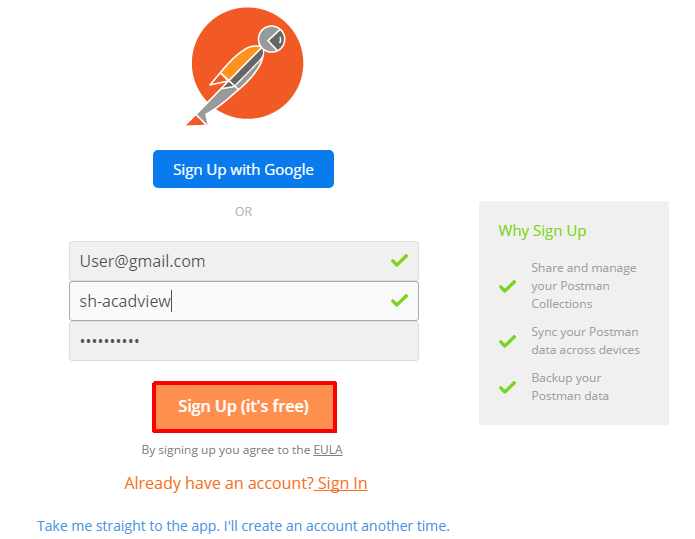 Sign Up with Google
OR
User@gmail.com
sh-acadview
••••••••••
Sign Up (it's free)
By signing up you agree to the EULA
Already have an account? Sign In
Take me straight to the app. I'll create an account another time.
Why Sign Up
Share and manage
your Postman
Collections
Sync your Postman
data across devices
Backup your
Postman data